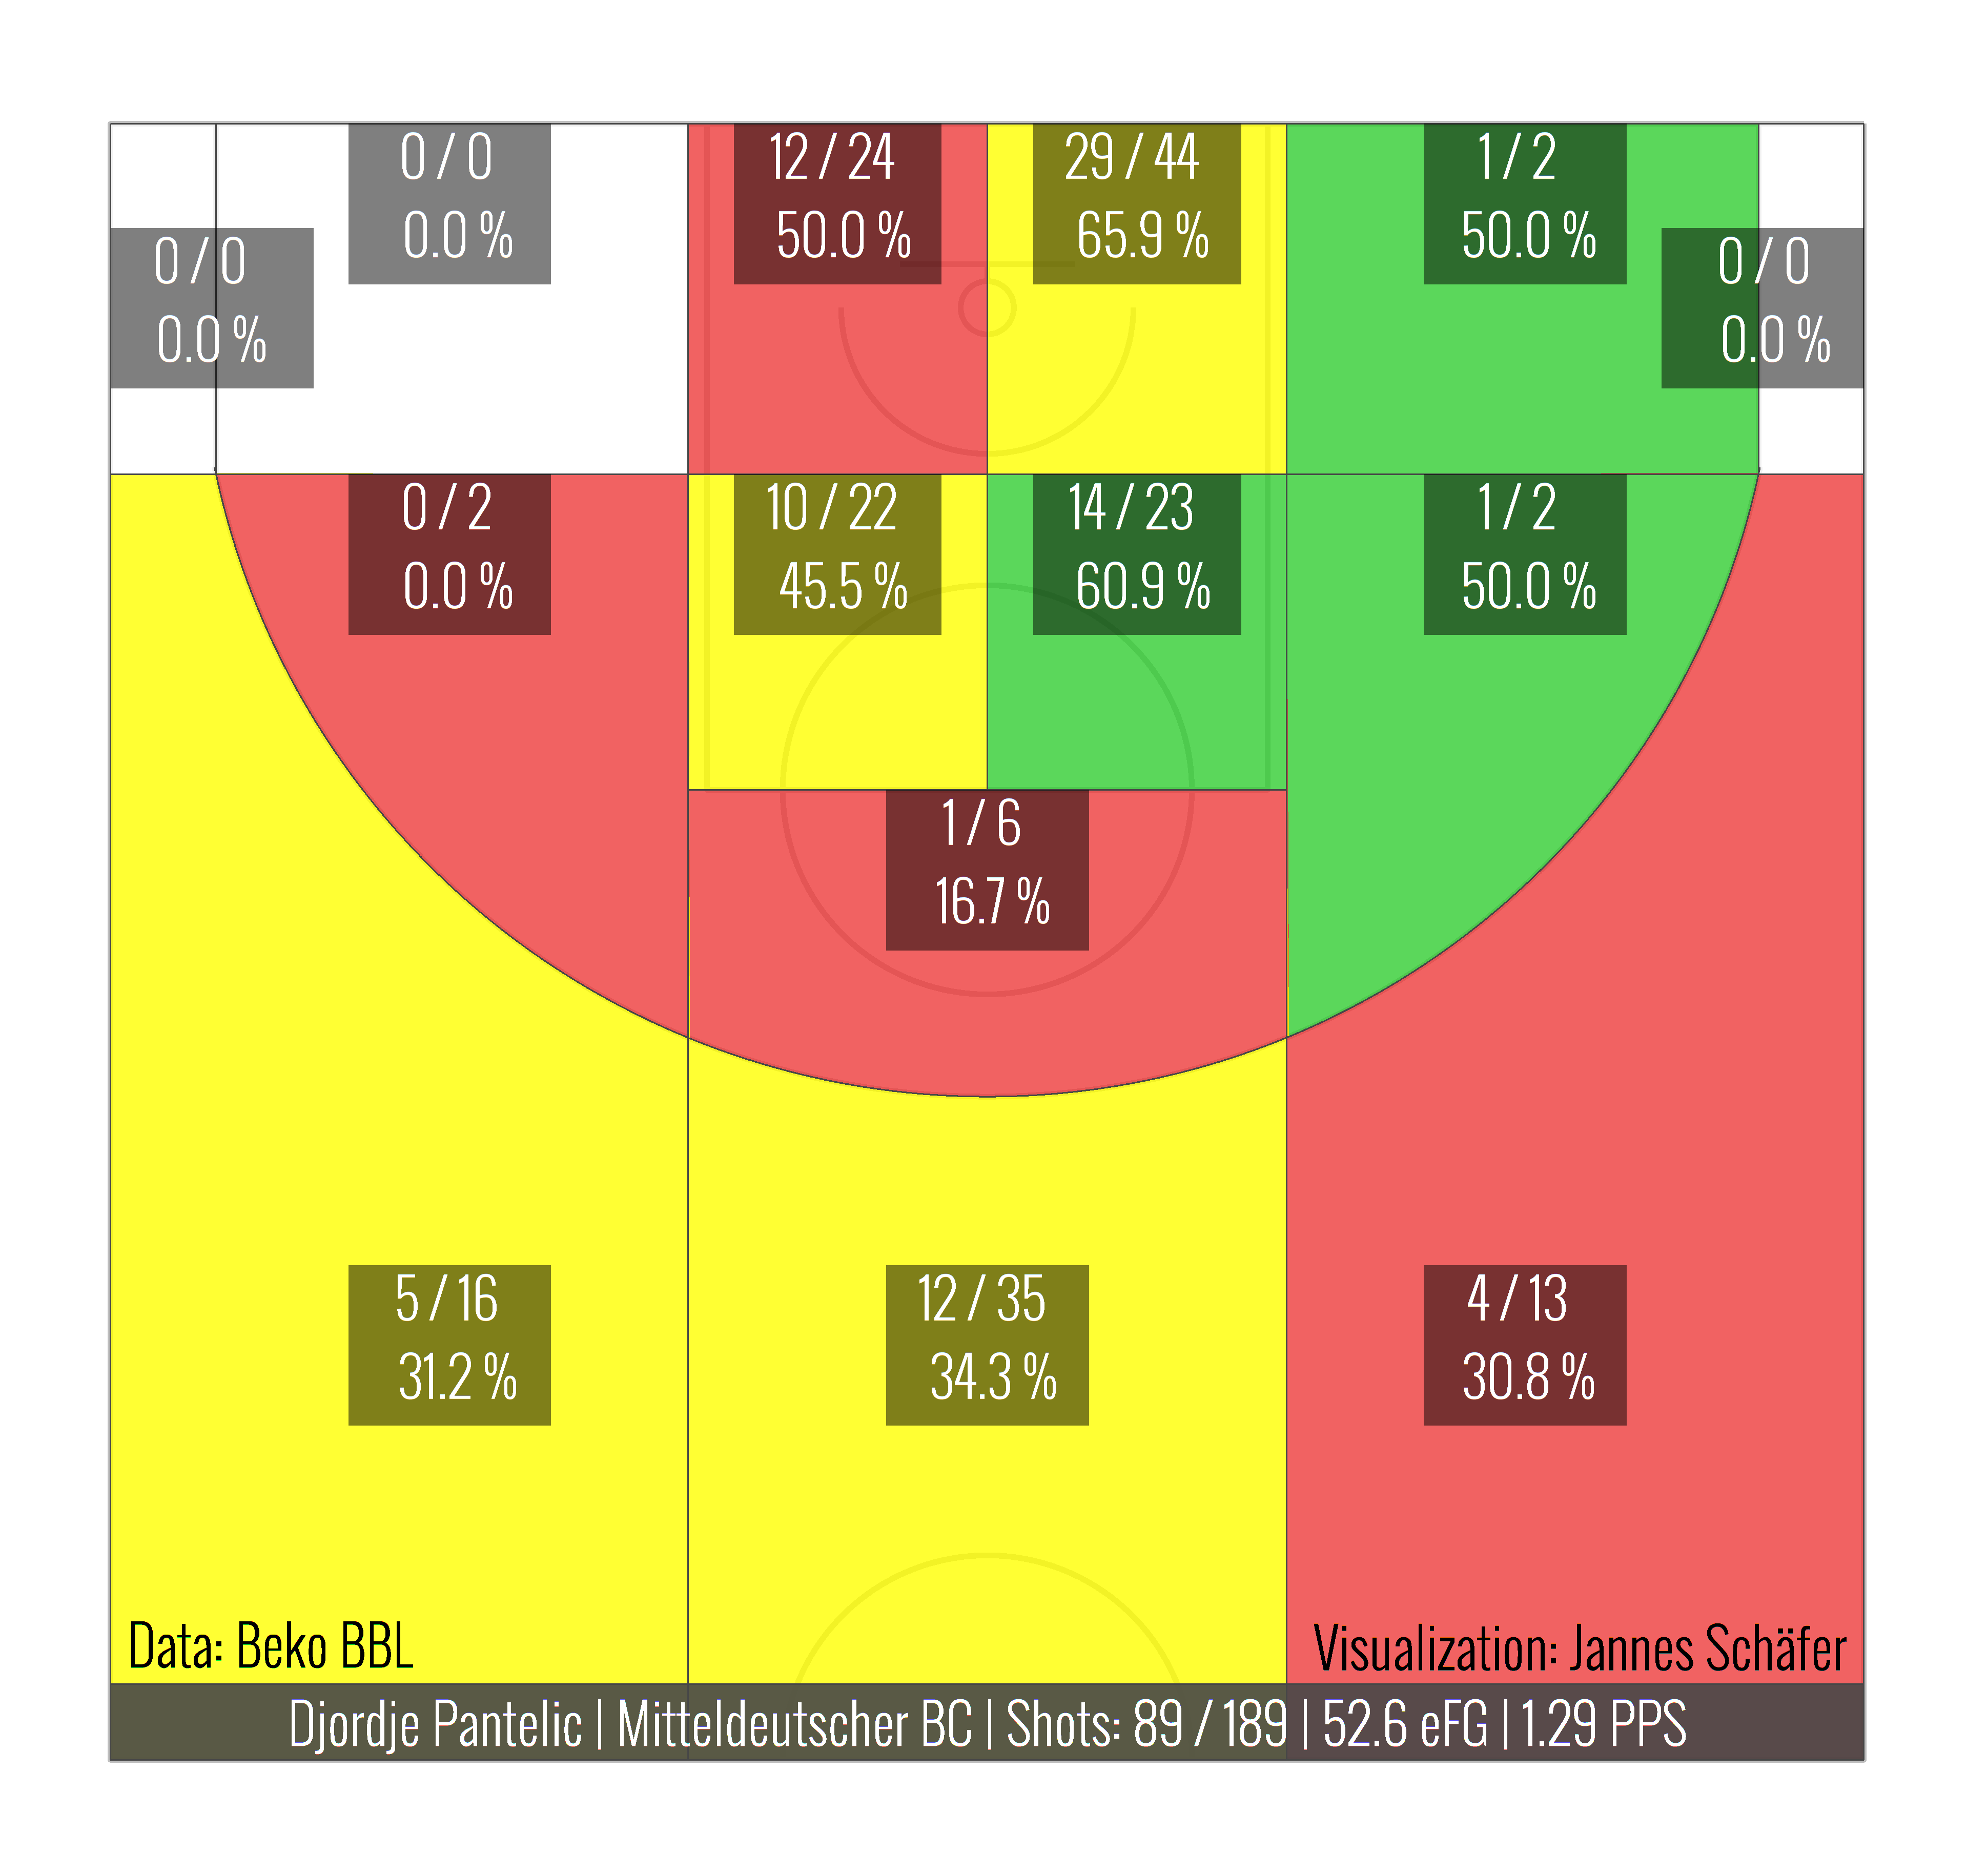 0 / 0
0.0 %
12 / 24
50.0 %
29 / 44
65.9 %
1 / 2
50.0 %
0 / 0
0.0 %
0 / 0
0.0 %
0 / 2
0.0 %
10 / 22
45.5 %
14 / 23
60.9 %
1 / 2
50.0 %
1 / 6
16.7 %
5 / 16
31.2 %
12 / 35
34.3 %
4 / 13
30.8 %
Data: Beko BBL
Visualization: Jannes Schäfer
Djordje Pantelic | Mitteldeutscher BC | Shots: 89 / 189 | 52.6 eFG | 1.29 PPS